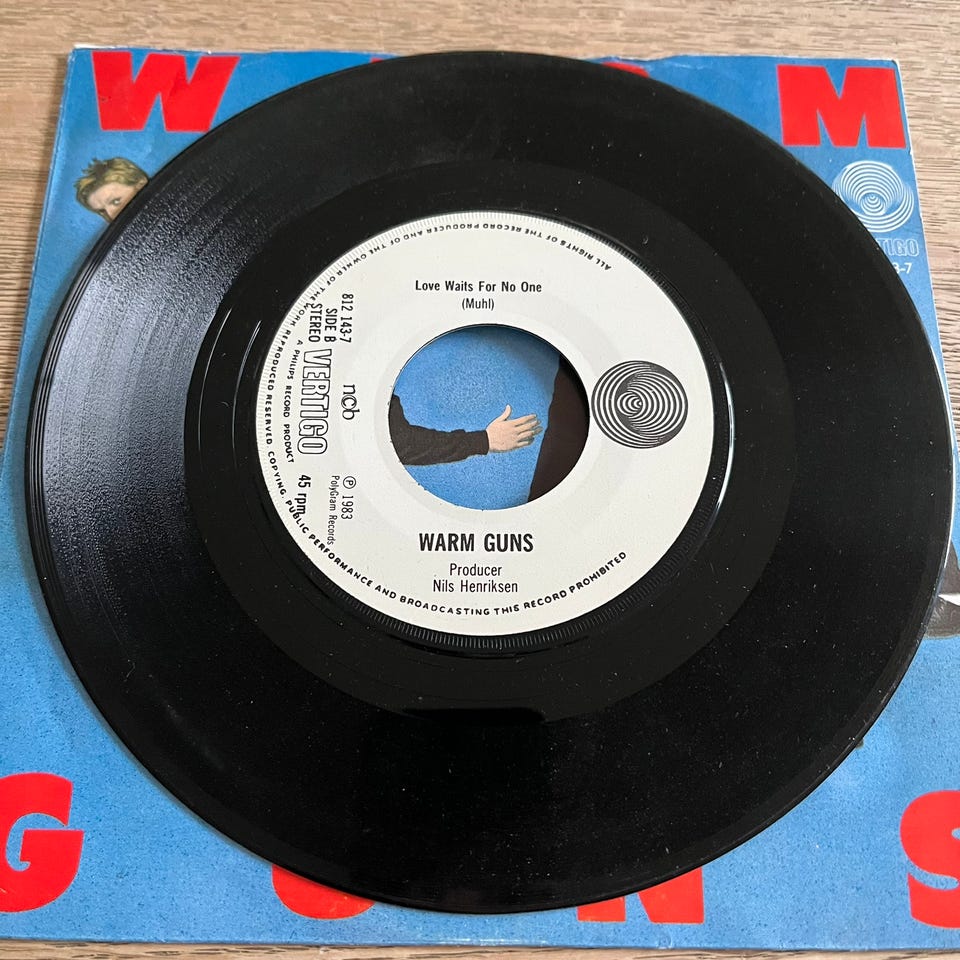 W M
VERTIGO
3-7
Love Waits For No One
(Muhl)
812 143-7
SIDE B
STEREO
VERTIGO
ncb
45 rpm
Ⓟ 1983
PolyGram Records
A PHILIPS RECORD PRODUCT
WARM GUNS
Producer
Nils Henriksen
ALL RIGHTS OF THE RECORD PRODUCER AND OF THE OWNER OF THE WORK REPRODUCED RESERVED. COPYING, PUBLIC PERFORMANCE AND BROADCASTING THIS RECORD PROHIBITED
G N S